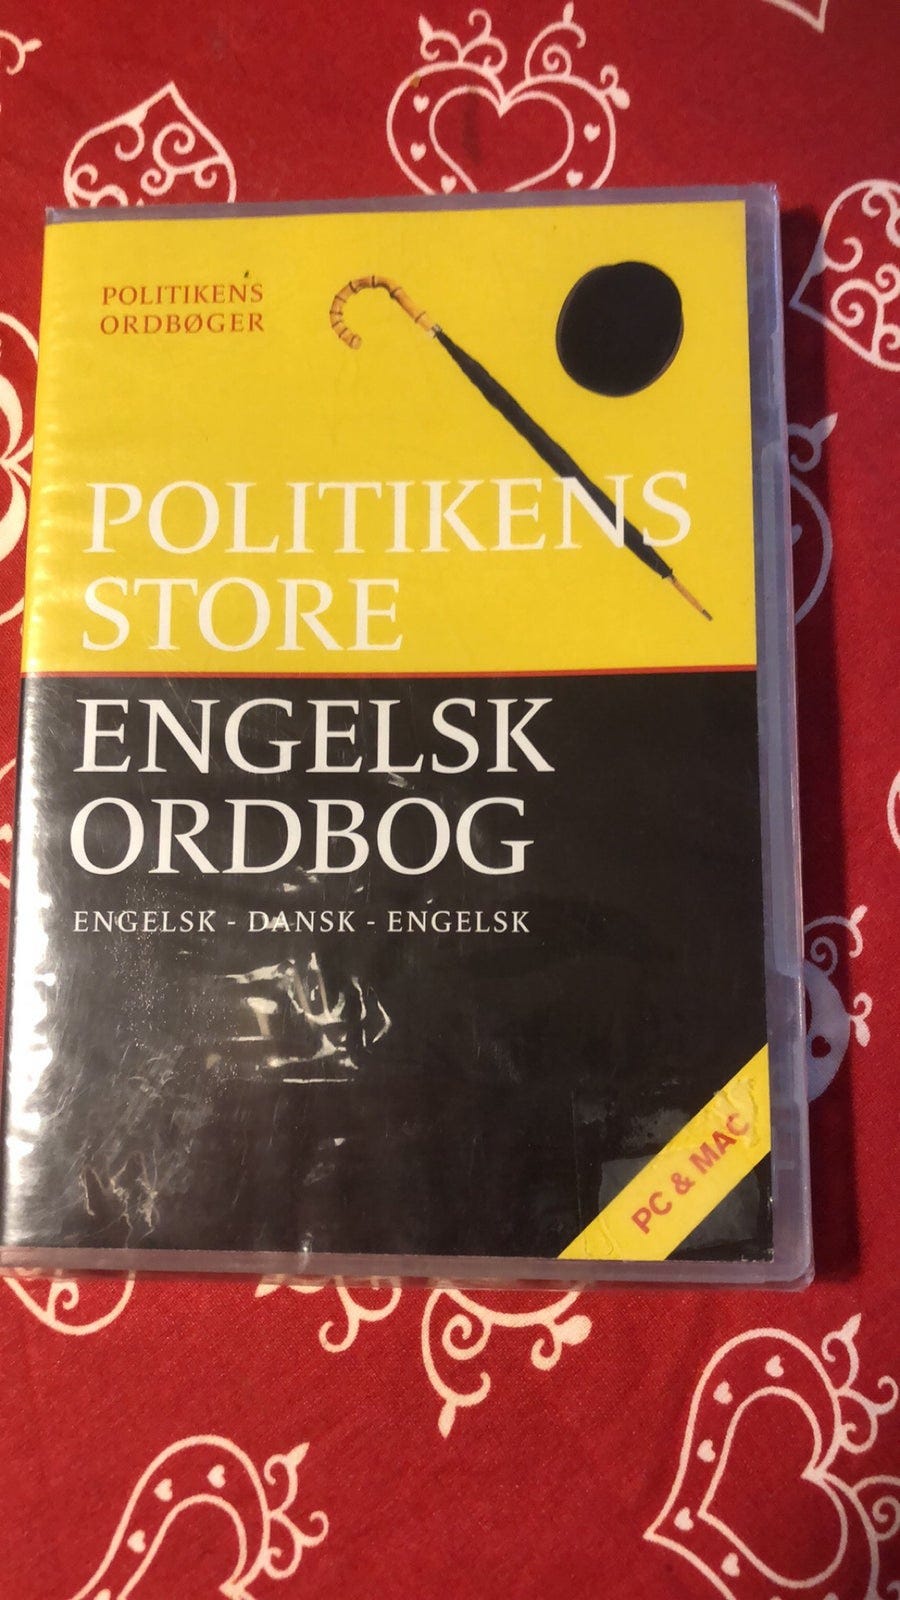 POLITIKENS
ORDBØGER
POLITIKENS
STORE
ENGELSK
ORDBOG
ENGELSK - DANSK - ENGELSK
PC & MAC